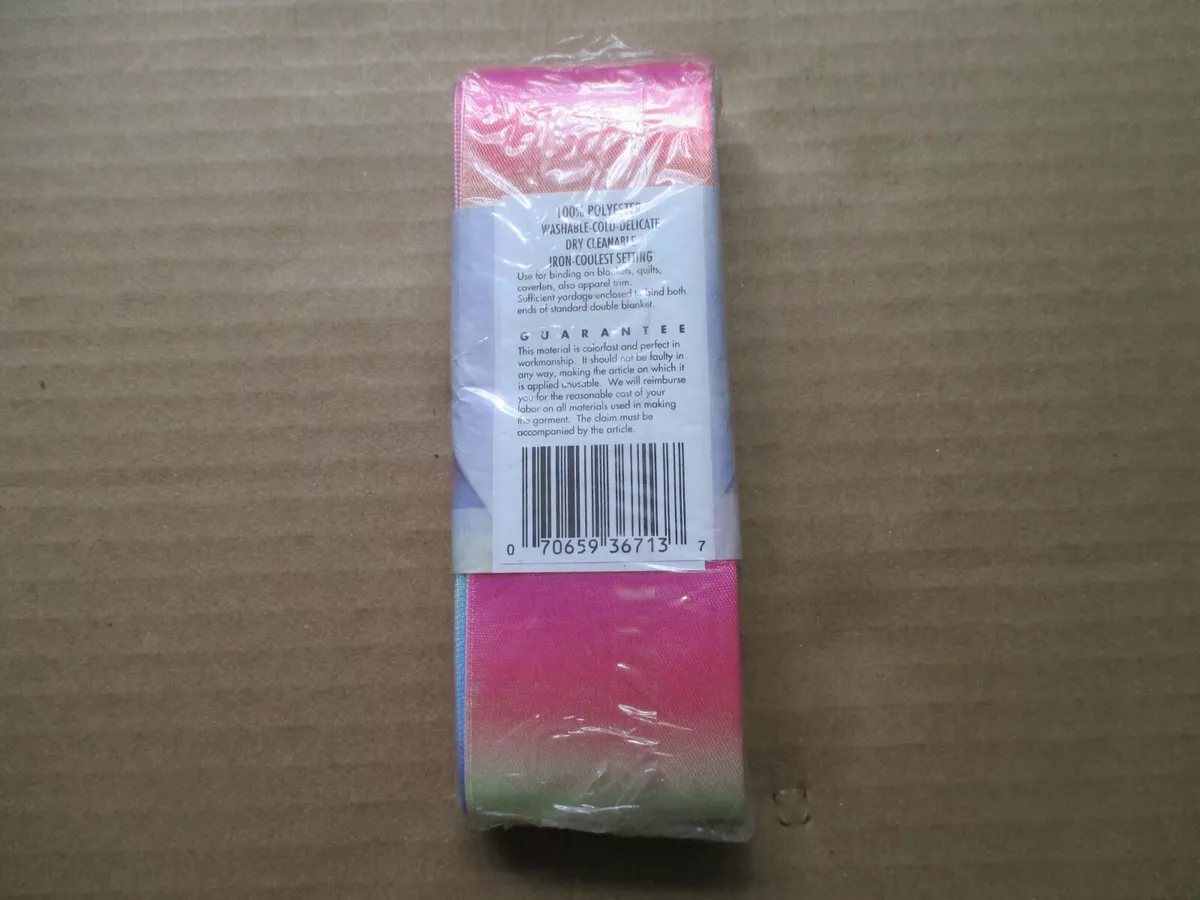 100% POLYESTER
WASHABLE-COLD-DELICATE
DRY CLEANABLE
IRON-COOLEST SETTING
Use for binding on blankets, quilts,
coverlets, also apparel trim.
Sufficient yardage enclosed to bind both
ends of standard double blanket.
GUARANTEE
This material is colorfast and perfect in
workmanship. It should not be faulty in
any way, making the article on which it
is applied unusable. We will reimburse
you for the reasonable cost of your
labor on all materials used in making
the garment. The claim must be
accompanied by the article.
0 70659 36713 7